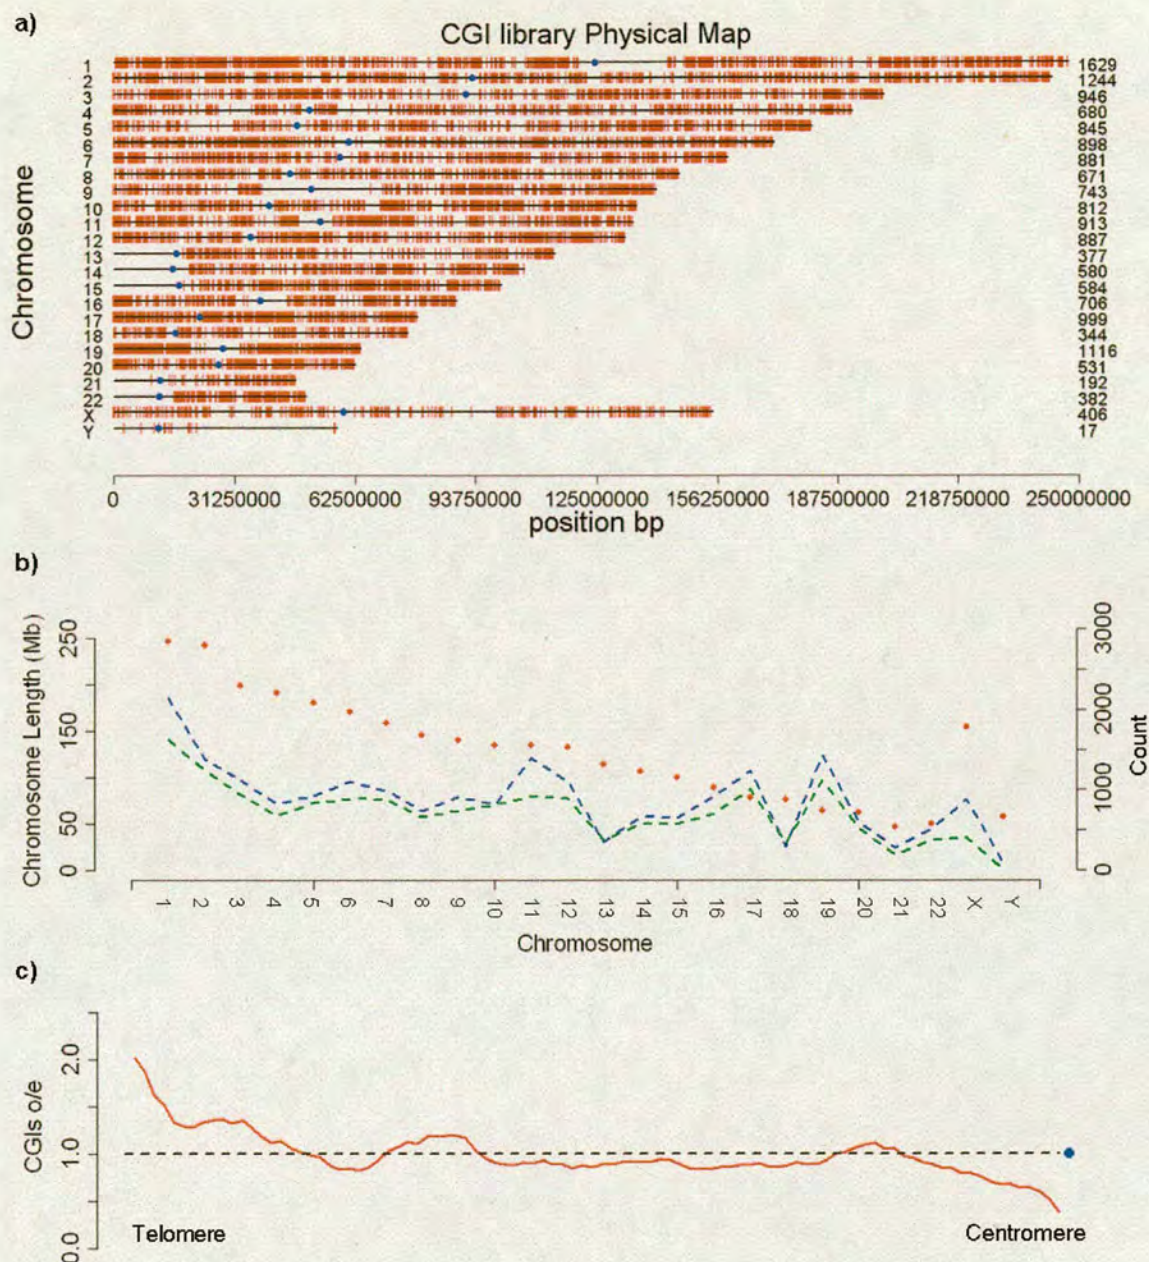 a)
CGI library Physical Map
Chromosome
1 1629
2 1244
3 946
4 680
5 845
6 898
7 881
8 671
9 743
10 812
11 913
12 887
13 377
14 580
15 584
16 706
17 999
18 344
19 1116
20 531
21 192
22 382
X 406
Y 17
0 31250000 62500000 93750000 125000000 156250000 187500000 218750000 250000000
position bp
b)
Chromosome Length (Mb)
250
150
50
0
3000
2000
1000
0
Count
1 2 3 4 5 6 7 8 9 10 11 12 13 14 15 16 17 18 19 20 21 22 X Y
Chromosome
c)
CGIs o/e
2.0
1.0
0.0
Telomere Centromere